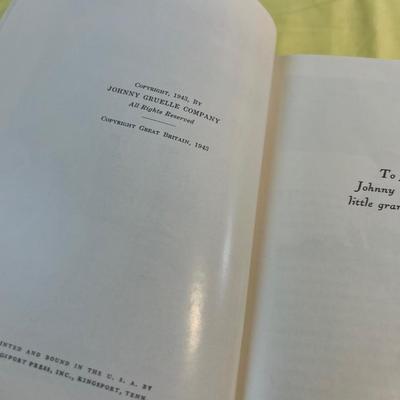 Copyright, 1943, by
JOHNNY GRUELLE COMPANY
All Rights Reserved
Copyright Great Britain, 1943
AND BOUND IN THE U. S. A. BY
PRESS, INC., KINGSPORT, TENN
To
Johnny
little